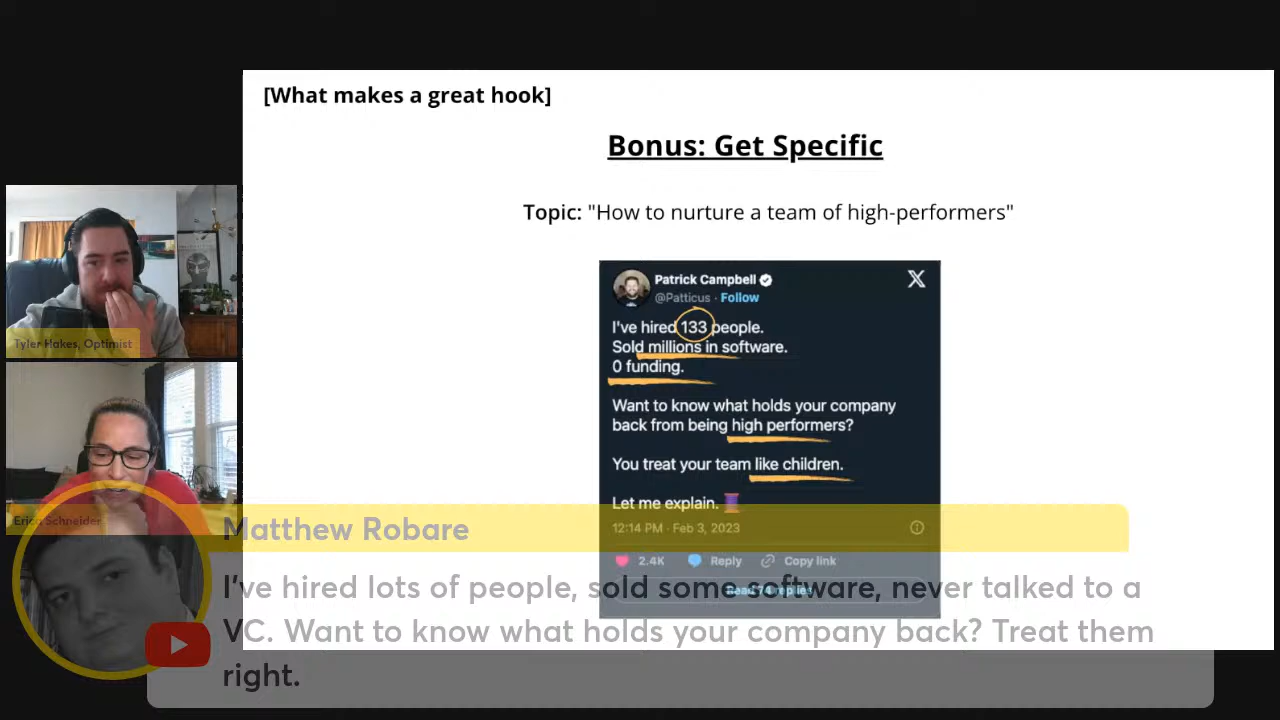 [What makes a great hook]
Bonus: Get Specific
Topic: "How to nurture a team of high-performers"
Patrick Campbell
@Patticus · Follow
X
I've hired 133 people.
Sold millions in software.
0 funding.
Want to know what holds your company
back from being high performers?
You treat your team like children.
Let me explain.
12:14 PM · Feb 3, 2023
2.4K Reply Copy link
Read 74 replies
Tyler Hakes, Optimist
Erica Schneider
Matthew Robare
I've hired lots of people, sold some software, never talked to a
VC. Want to know what holds your company back? Treat them
right.